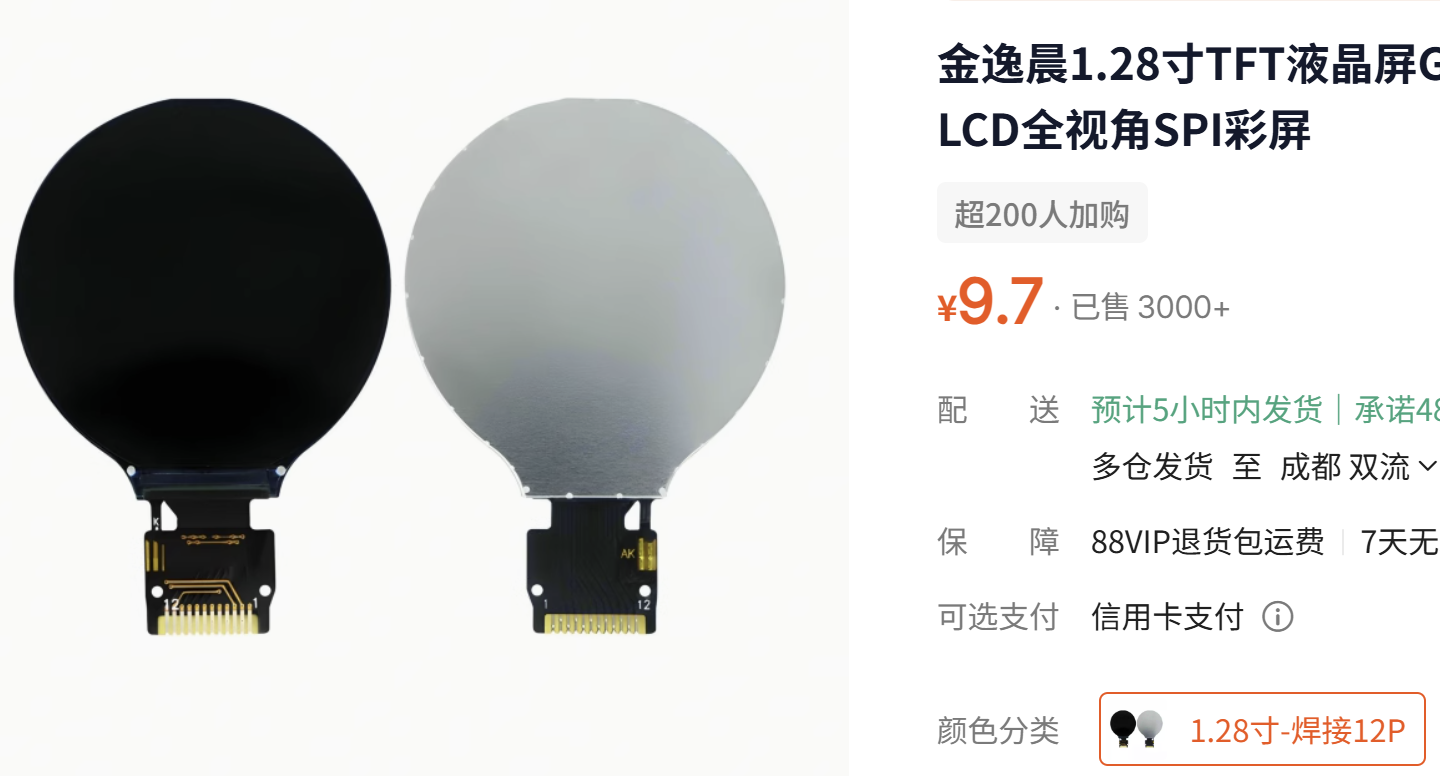 金逸晨1.28寸TFT液晶屏G
LCD全视角SPI彩屏
超200人加购
¥9.7 · 已售 3000+
配送 预计5小时内发货｜承诺48
多仓发货 至 成都 双流
保障 88VIP退货包运费 | 7天无
可选支付 信用卡支付
颜色分类 1.28寸-焊接12P
K
12 1
AK
1 12